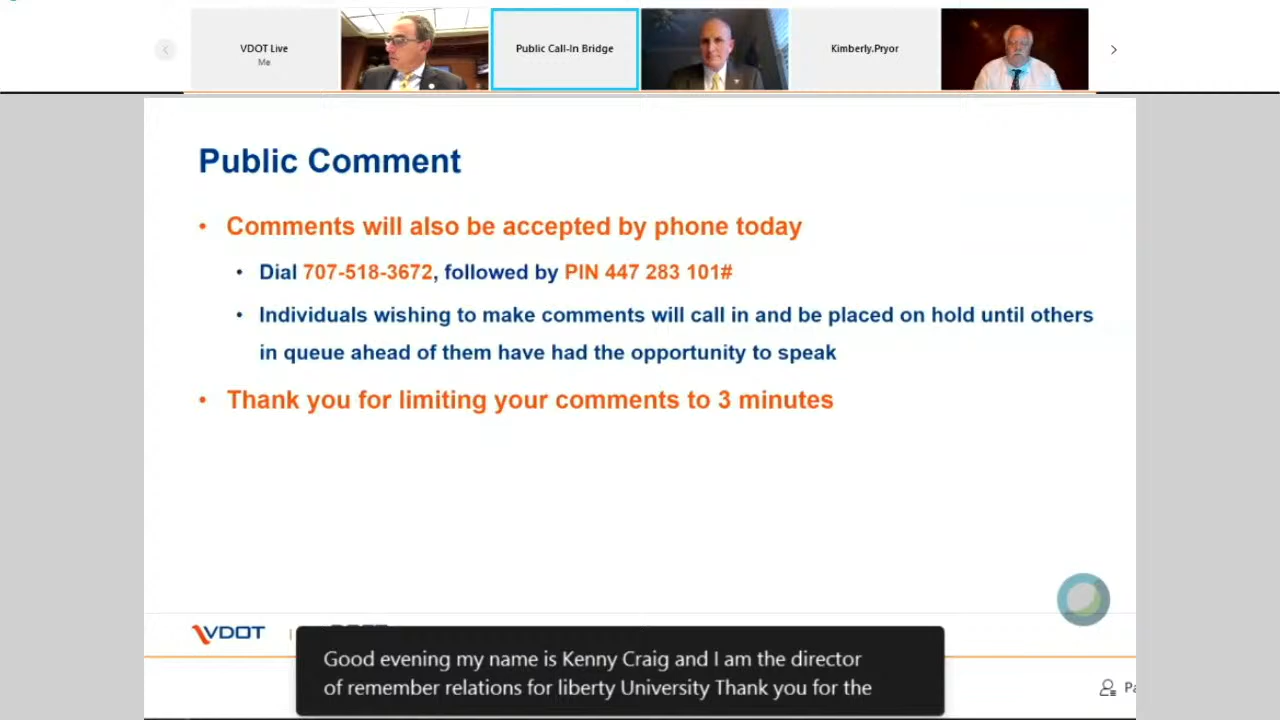 VDOT Live
Me
Public Call-In Bridge
Kimberly.Pryor
Public Comment
• Comments will also be accepted by phone today
• Dial 707-518-3672, followed by PIN 447 283 101#
• Individuals wishing to make comments will call in and be placed on hold until others
in queue ahead of them have had the opportunity to speak
• Thank you for limiting your comments to 3 minutes
VDOT
Good evening my name is Kenny Craig and I am the director
of remember relations for liberty University Thank you for the